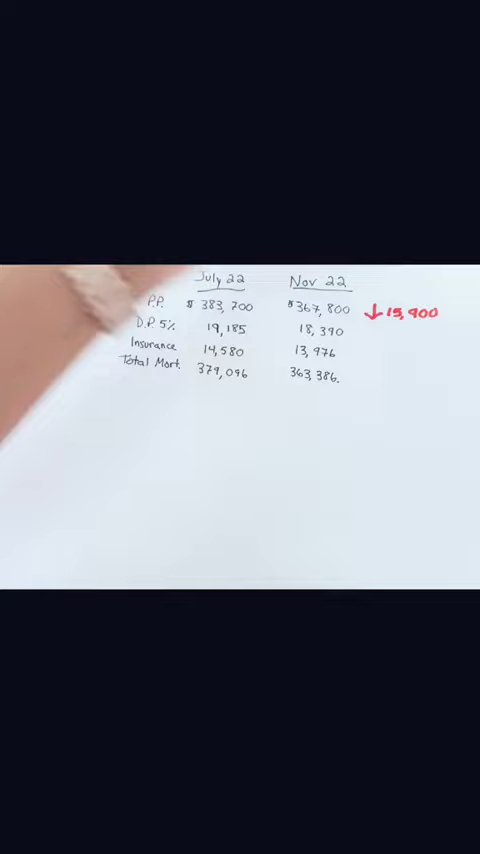 July 22 Nov 22
P.P. $383,700 $367,800 ↓15,900
D.P. 5% 19,185 18,390
Insurance 14,580 13,976
Total Mort. 379,096 363,386.